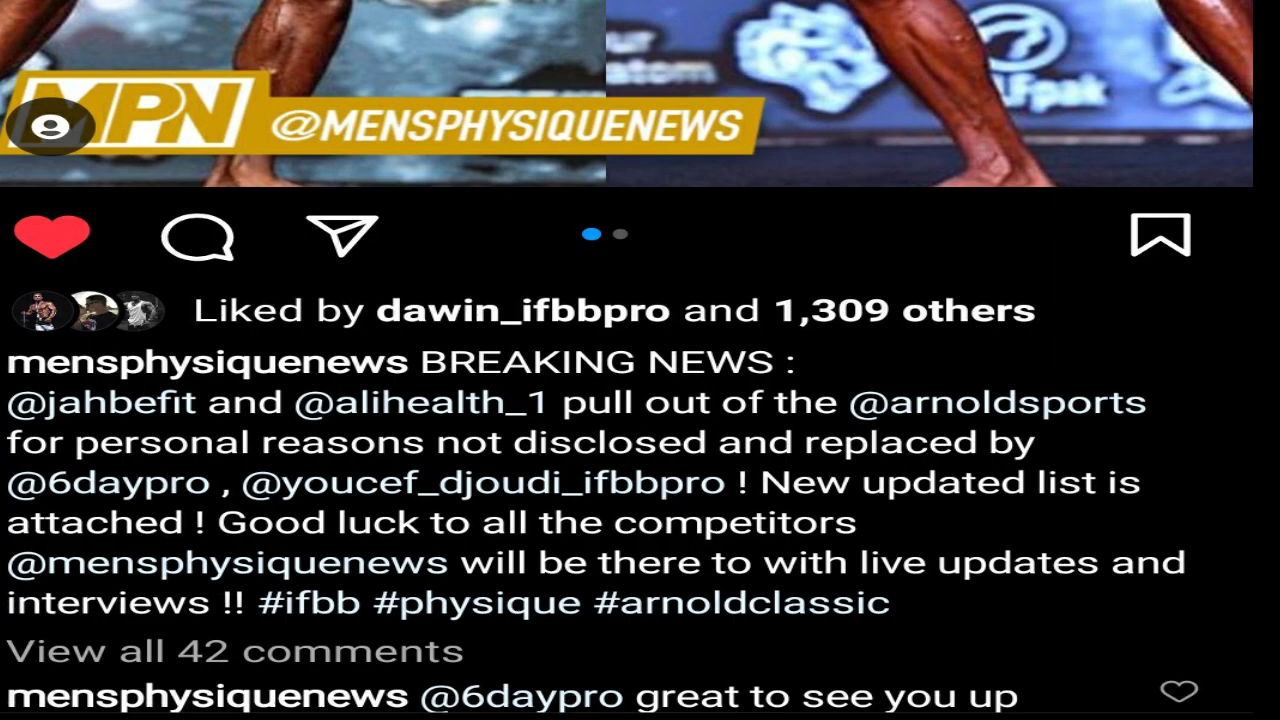 MPN @MENSPHYSIQUENEWS
Liked by dawin_ifbbpro and 1,309 others
mensphysiquenews BREAKING NEWS :
@jahbefit and @alihealth_1 pull out of the @arnoldsports
for personal reasons not disclosed and replaced by
@6daypro , @youcef_djoudi_ifbbpro ! New updated list is
attached ! Good luck to all the competitors
@mensphysiquenews will be there to with live updates and
interviews !! #ifbb #physique #arnoldclassic
View all 42 comments
mensphysiquenews @6daypro great to see you up